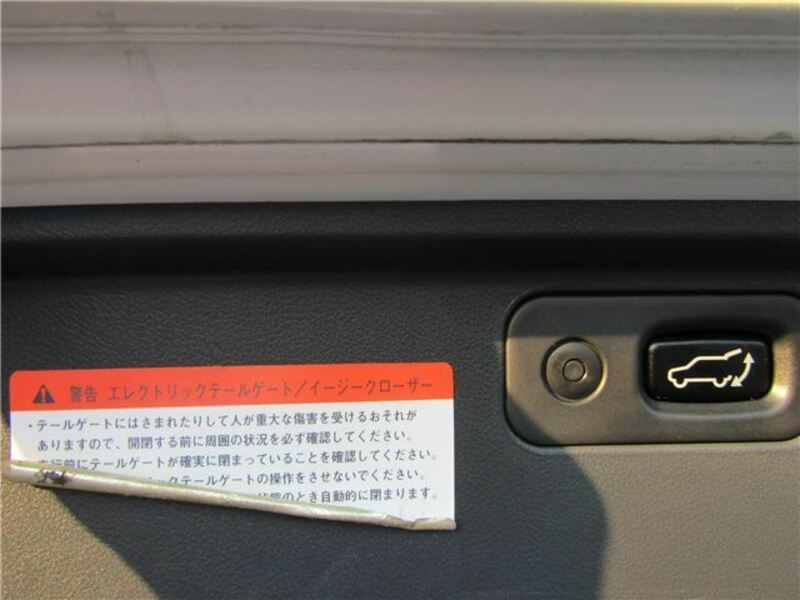 警告 エレクトリックテールゲート/イージークローザー
・テールゲートにはさまれたりして人が重大な傷害を受けるおそれが
ありますので、開閉する前に周囲の状況を必ず確認してください。
行前にテールゲートが確実に閉まっていることを確認してください。
ックテールゲートの操作をさせないでください。
状態のとき自動的に閉まります。